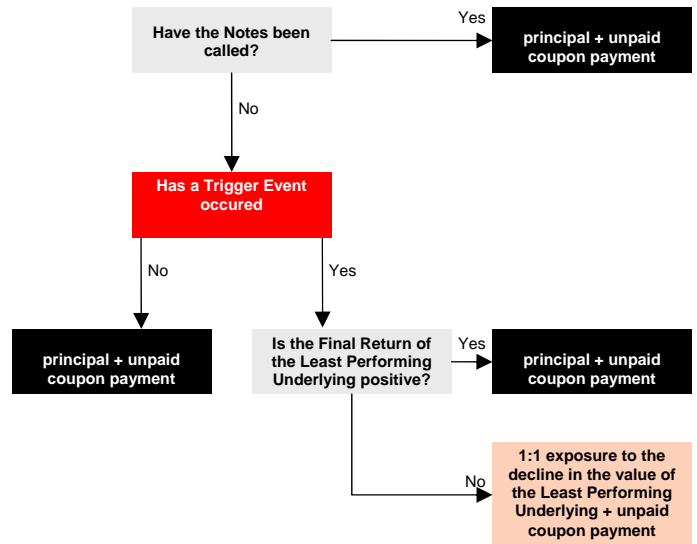 Have the Notes been
called?
Yes
principal + unpaid
coupon payment
No
Has a Trigger Event
occured
No
Yes
principal + unpaid
coupon payment
Is the Final Return of
the Least Performing
Underlying positive?
Yes
principal + unpaid
coupon payment
No
1:1 exposure to the
decline in the value of
the Least Performing
Underlying + unpaid
coupon payment